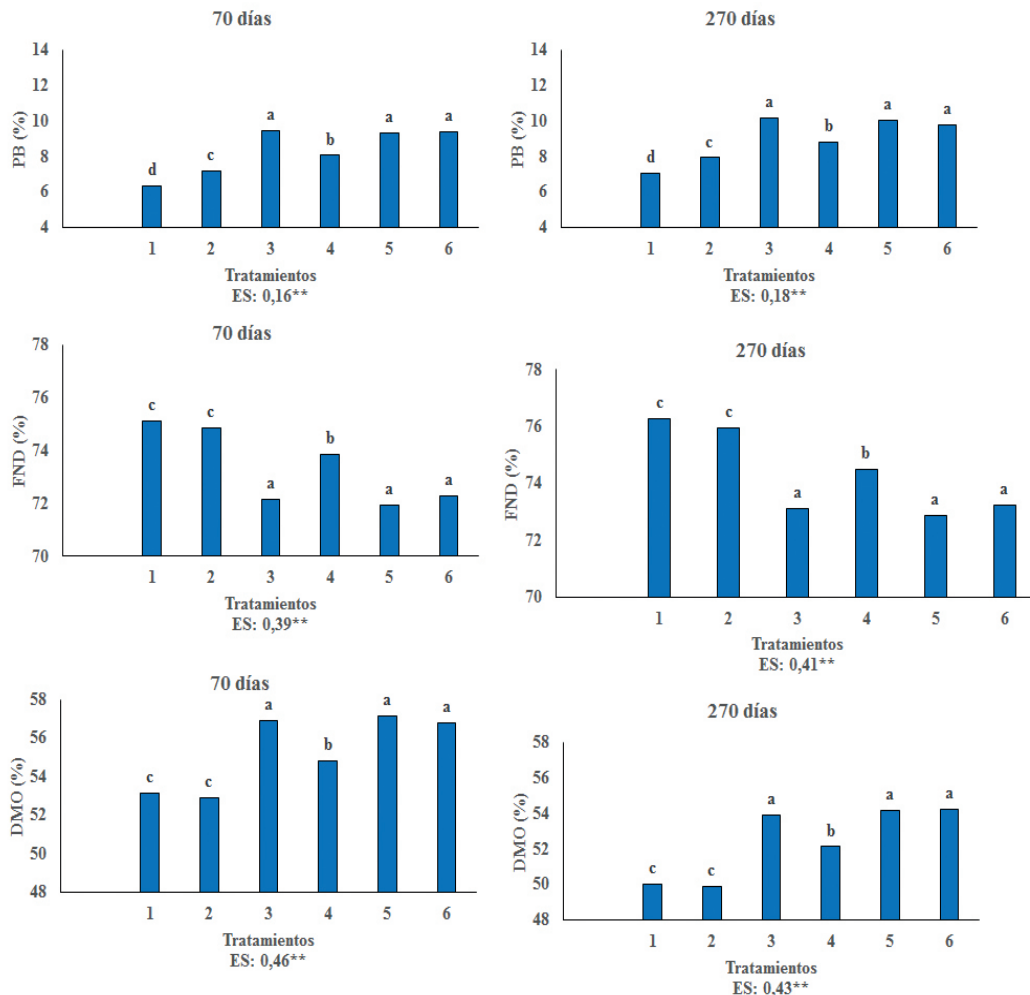 70 días
PB (%)
14
12
10
8
6
4
d
c
a
b
a
a
1 2 3 4 5 6
Tratamientos
ES: 0,16**
270 días
PB (%)
14
12
10
8
6
4
d
c
a
b
a
a
1 2 3 4 5 6
Tratamientos
ES: 0,18**
70 días
FND (%)
78
76
74
72
70
c
c
a
b
a
a
1 2 3 4 5 6
Tratamientos
ES: 0,39**
270 días
FND (%)
78
76
74
72
70
c
c
a
b
a
a
1 2 3 4 5 6
Tratamientos
ES: 0,41**
70 días
DMO (%)
58
56
54
52
50
48
c
c
a
b
a
a
1 2 3 4 5 6
Tratamientos
ES: 0,46**
270 días
DMO (%)
58
56
54
52
50
48
c
c
a
b
a
a
1 2 3 4 5 6
Tratamientos
ES: 0,43**